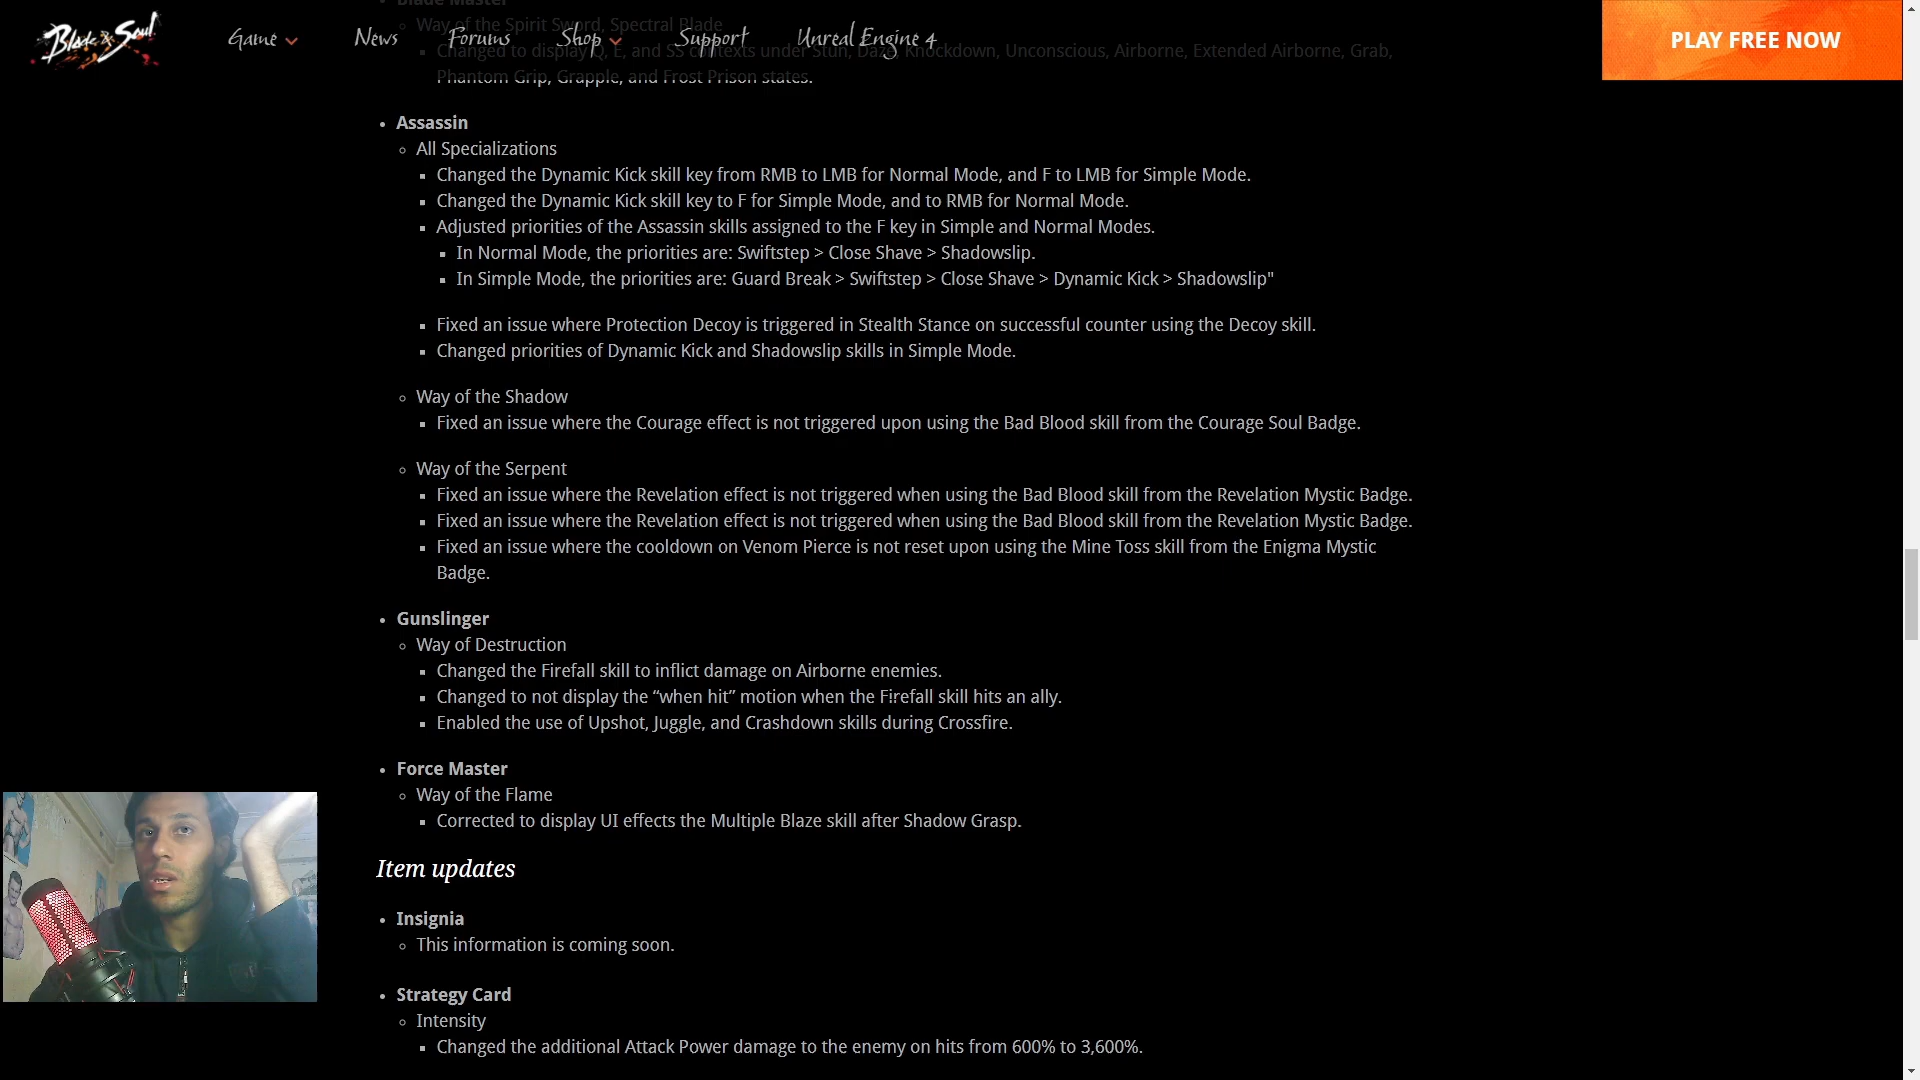 Blade Master
Way of the Spirit Sword, Spectral Blade
Blade & Soul
Game
News
Forums
Shop
Support
Unreal Engine 4
PLAY FREE NOW
Changed to display Q, E, and SS contexts under Stun, Daze, Knockdown, Unconscious, Airborne, Extended Airborne, Grab,
Phantom Grip, Grapple, and Frost Prison states.
• Assassin
◦ All Specializations
▪ Changed the Dynamic Kick skill key from RMB to LMB for Normal Mode, and F to LMB for Simple Mode.
▪ Changed the Dynamic Kick skill key to F for Simple Mode, and to RMB for Normal Mode.
▪ Adjusted priorities of the Assassin skills assigned to the F key in Simple and Normal Modes.
▪ In Normal Mode, the priorities are: Swiftstep > Close Shave > Shadowslip.
▪ In Simple Mode, the priorities are: Guard Break > Swiftstep > Close Shave > Dynamic Kick > Shadowslip"
▪ Fixed an issue where Protection Decoy is triggered in Stealth Stance on successful counter using the Decoy skill.
▪ Changed priorities of Dynamic Kick and Shadowslip skills in Simple Mode.
◦ Way of the Shadow
▪ Fixed an issue where the Courage effect is not triggered upon using the Bad Blood skill from the Courage Soul Badge.
◦ Way of the Serpent
▪ Fixed an issue where the Revelation effect is not triggered when using the Bad Blood skill from the Revelation Mystic Badge.
▪ Fixed an issue where the Revelation effect is not triggered when using the Bad Blood skill from the Revelation Mystic Badge.
▪ Fixed an issue where the cooldown on Venom Pierce is not reset upon using the Mine Toss skill from the Enigma Mystic
Badge.
• Gunslinger
◦ Way of Destruction
▪ Changed the Firefall skill to inflict damage on Airborne enemies.
▪ Changed to not display the “when hit” motion when the Firefall skill hits an ally.
▪ Enabled the use of Upshot, Juggle, and Crashdown skills during Crossfire.
• Force Master
◦ Way of the Flame
▪ Corrected to display UI effects the Multiple Blaze skill after Shadow Grasp.
Item updates
• Insignia
◦ This information is coming soon.
• Strategy Card
◦ Intensity
▪ Changed the additional Attack Power damage to the enemy on hits from 600% to 3,600%.